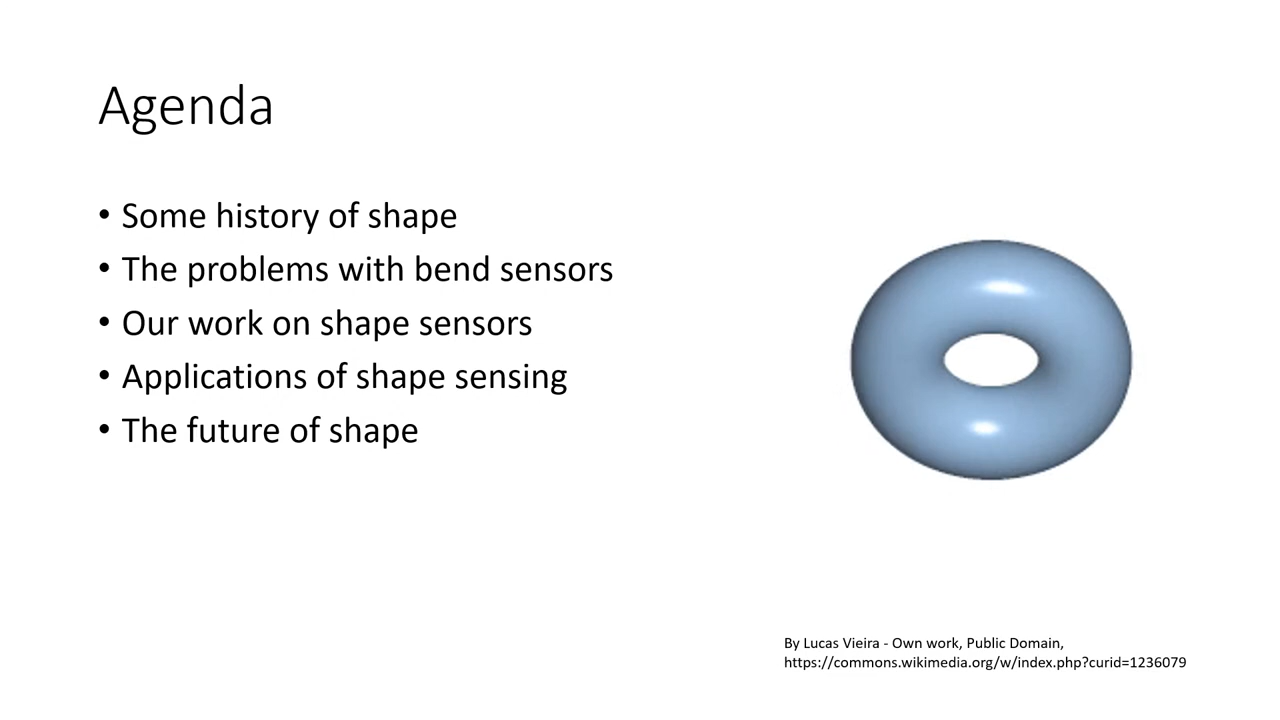 Agenda
• Some history of shape
• The problems with bend sensors
• Our work on shape sensors
• Applications of shape sensing
• The future of shape
By Lucas Vieira - Own work, Public Domain,
https://commons.wikimedia.org/w/index.php?curid=1236079